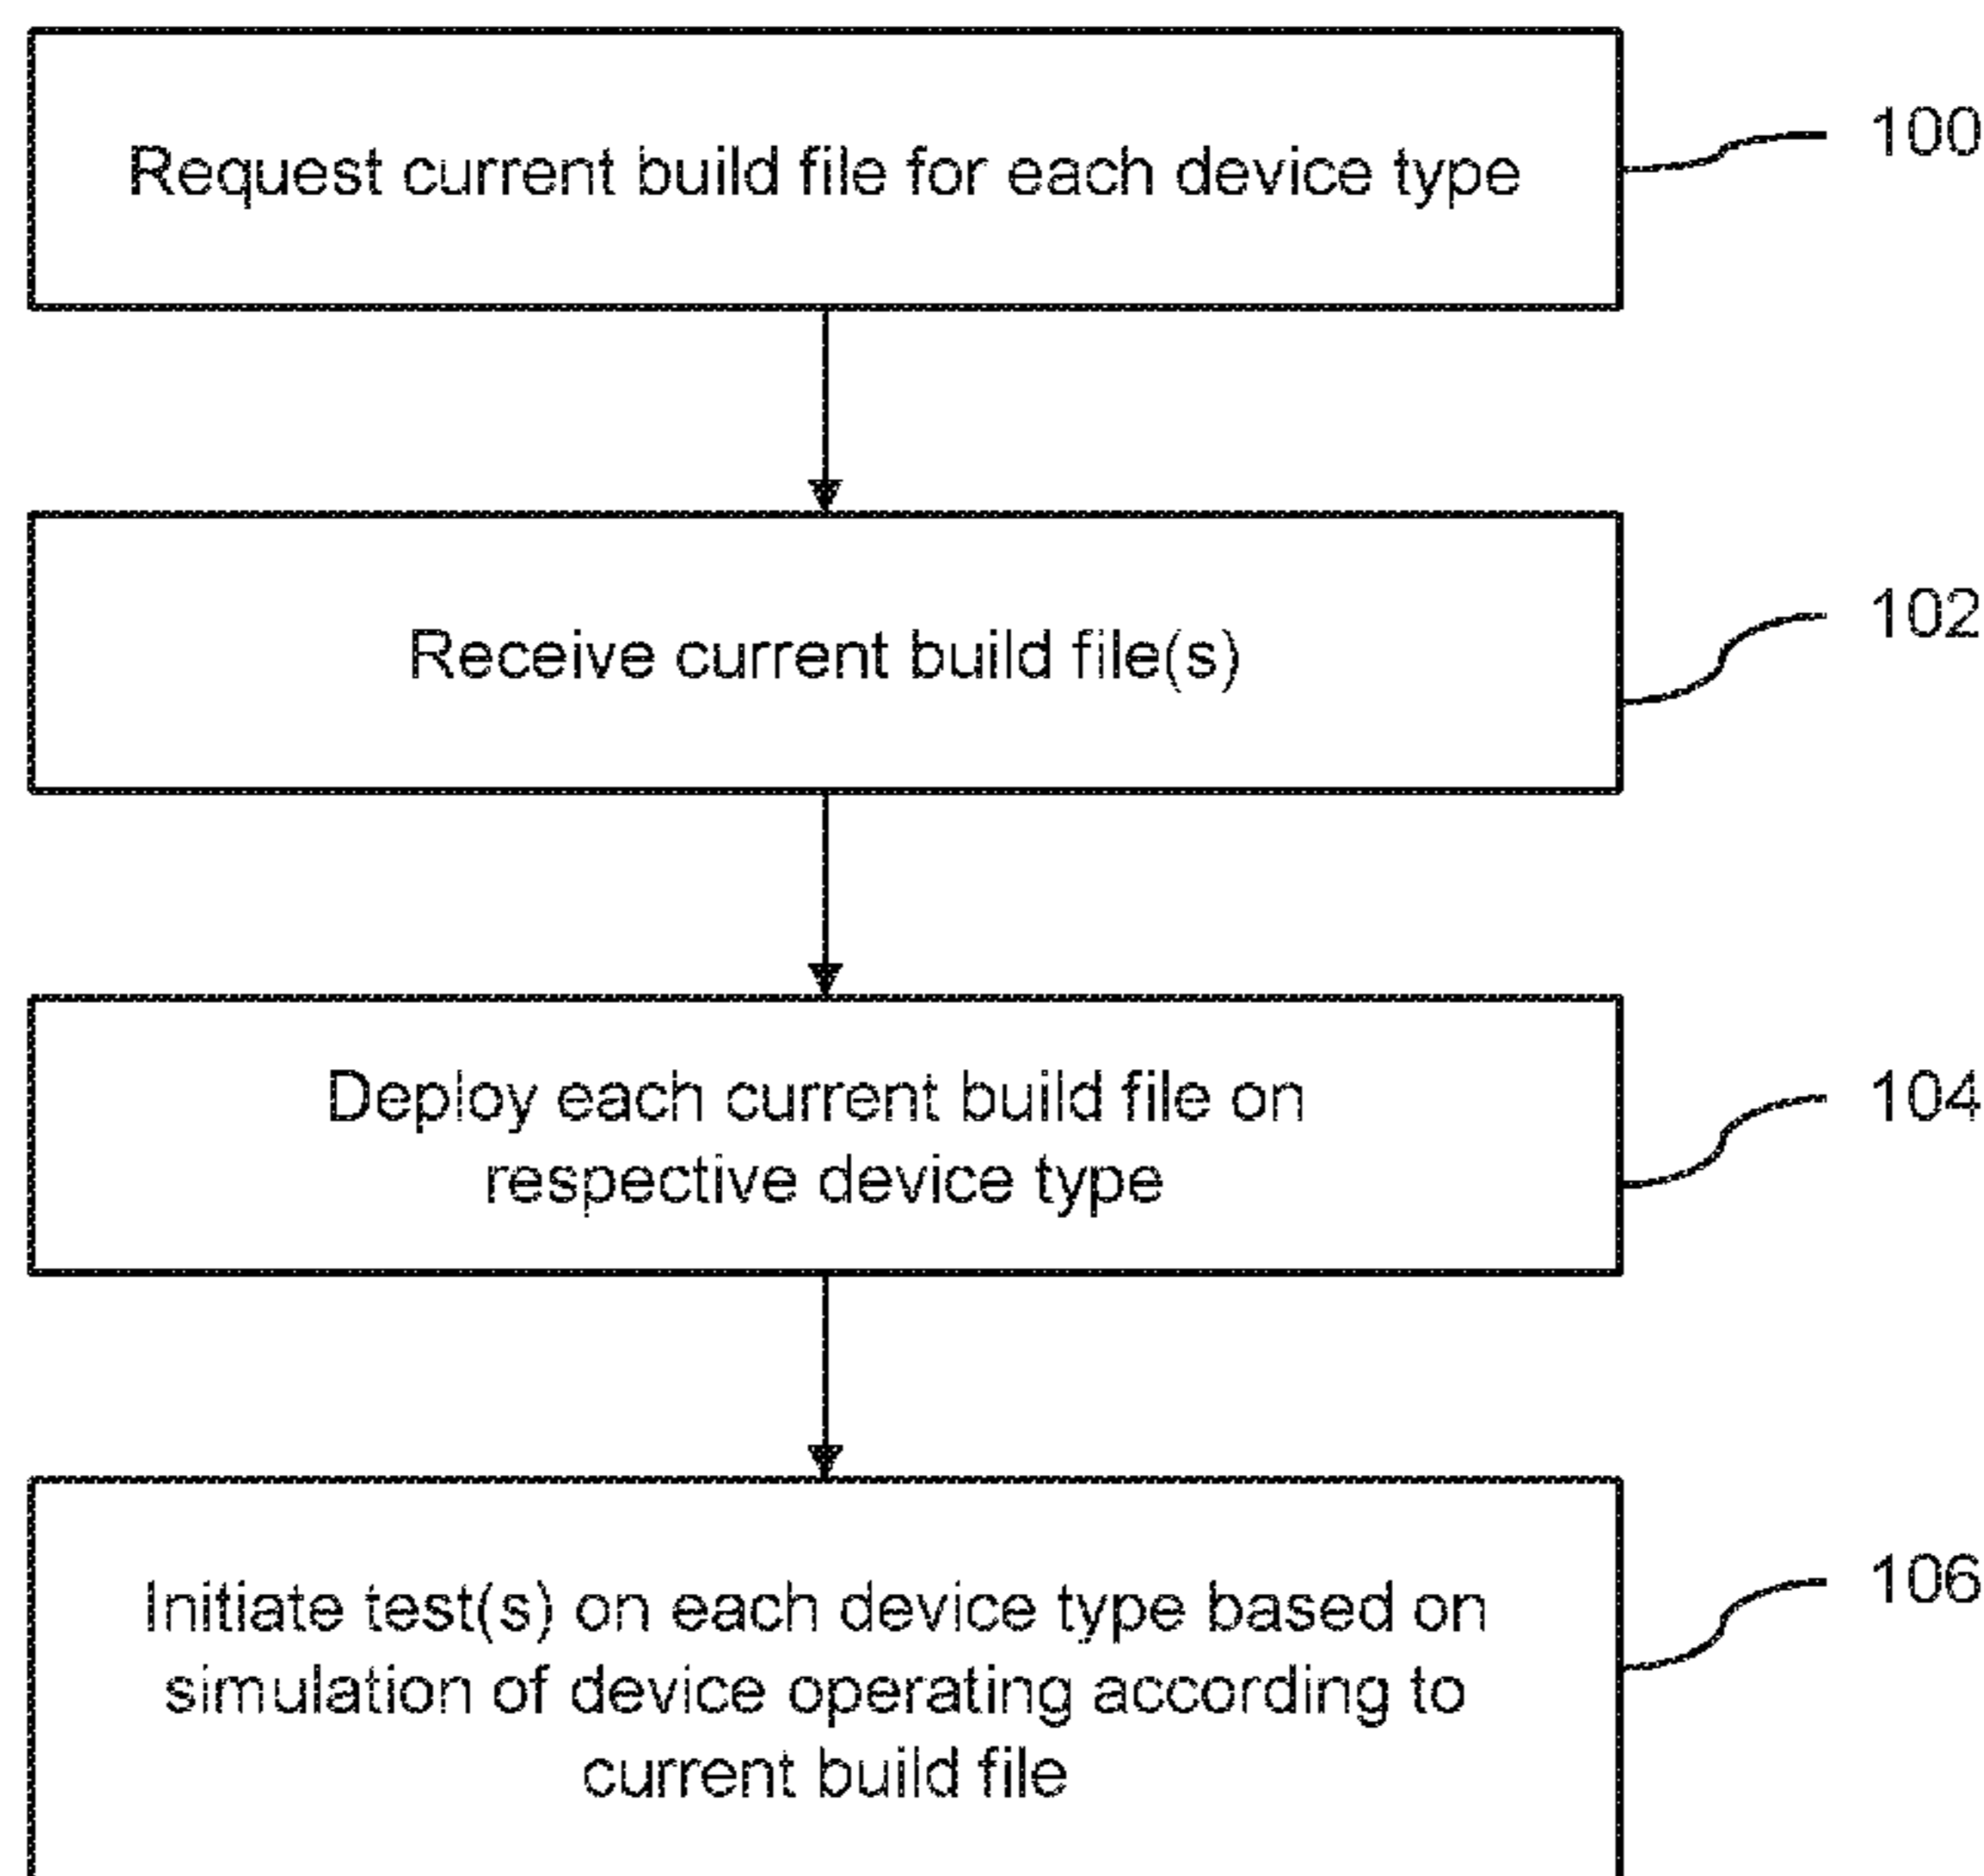 Request current build file for each device type
100
Receive current build file(s)
102
Deploy each current build file on
respective device type
104
Initiate test(s) on each device type based on
simulation of device operating according to
current build file
106